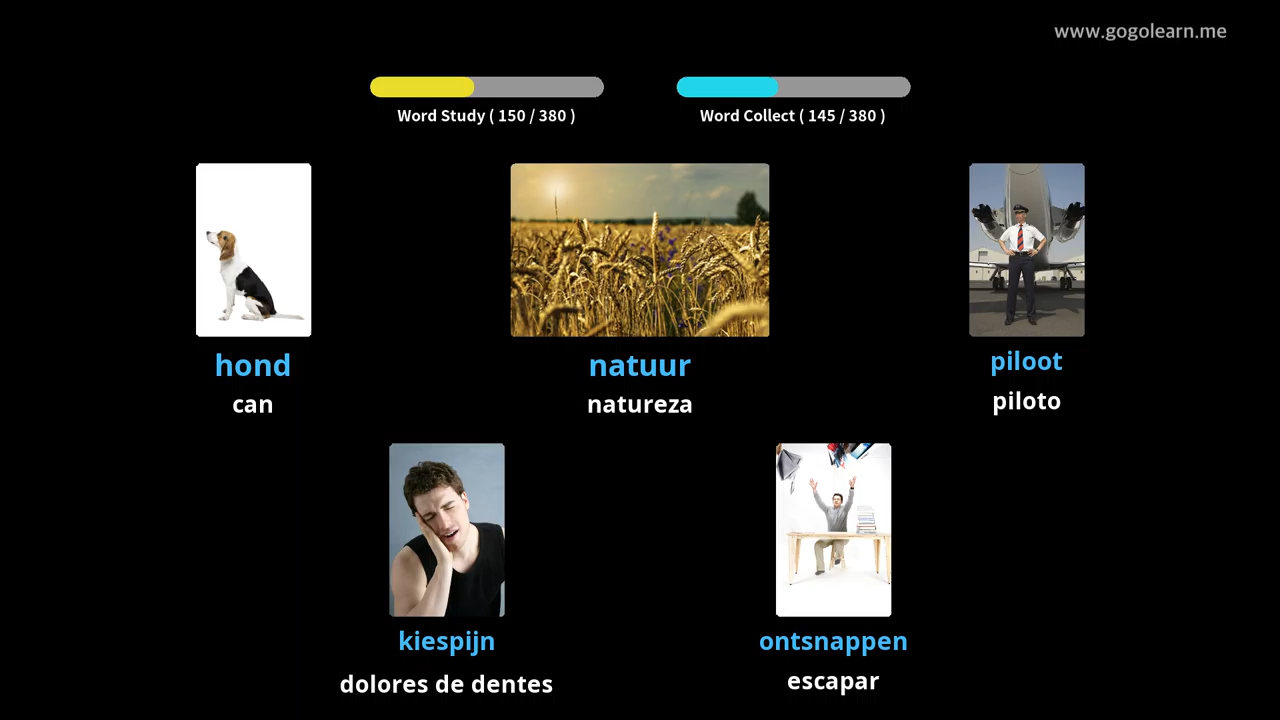 www.gogolearn.me
Word Study ( 150 / 380 )
Word Collect ( 145 / 380 )
hond
can
natuur
natureza
piloot
piloto
kiespijn
dolores de dentes
ontsnappen
escapar